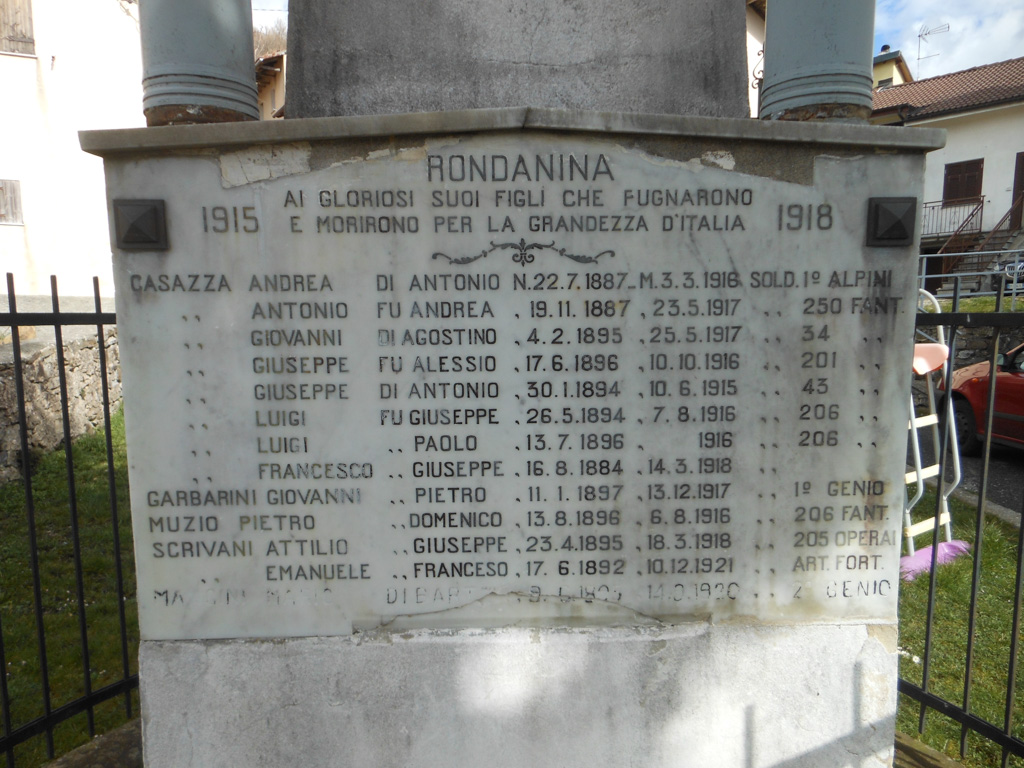 RONDANINA
AI GLORIOSI SUOI FIGLI CHE FUGNARONO
1915 E MORIRONO PER LA GRANDEZZA D'ITALIA 1918
CASAZZA ANDREA DI ANTONIO N. 22.7.1887 - M. 3.3.1916 SOLD. 1º ALPINI
,, ANTONIO FU ANDREA , 19.11.1887 , 23.5.1917 ,, 250 FANT.
,, GIOVANNI DI AGOSTINO , 4.2.1895 , 25.5.1917 ,, 34 ,,
,, GIUSEPPE FU ALESSIO , 17.6.1896 , 10.10.1916 ,, 201 ,,
,, GIUSEPPE DI ANTONIO , 30.1.1894 , 10.6.1915 ,, 43 ,,
,, LUIGI FU GIUSEPPE , 26.5.1894 , 7.8.1916 ,, 206 ,,
,, LUIGI ,, PAOLO , 13.7.1896 , 1916 ,, 206 ,,
,, FRANCESCO ,, GIUSEPPE , 16.8.1884 , 14.3.1918 ,,
GARBARINI GIOVANNI ,, PIETRO , 11.1.1897 , 13.12.1917 ,, 1º GENIO
MUZIO PIETRO ,, DOMENICO , 13.8.1896 , 6.8.1916 ,, 206 FANT.
SCRIVANI ATTILIO ,, GIUSEPPE , 23.4.1895 , 18.3.1918 ,, 205 OPERAI
,, EMANUELE ,, FRANCESO , 17.6.1892 , 10.12.1921 ,, ART. FORT.
DI GENIO